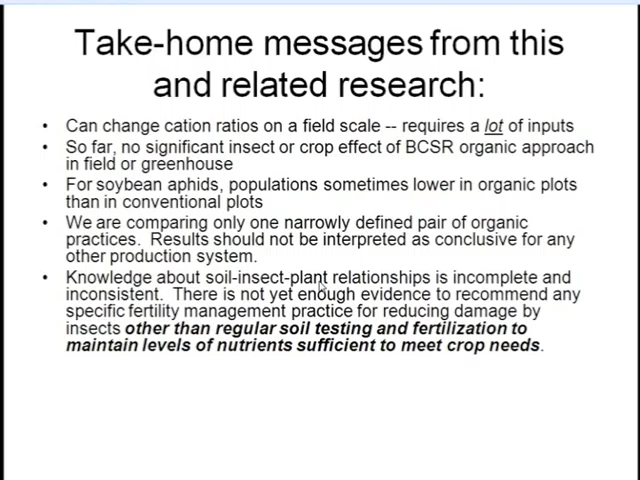 Take-home messages from this
and related research:
• Can change cation ratios on a field scale -- requires a lot of inputs
• So far, no significant insect or crop effect of BCSR organic approach
in field or greenhouse
• For soybean aphids, populations sometimes lower in organic plots
than in conventional plots
• We are comparing only one narrowly defined pair of organic
practices.  Results should not be interpreted as conclusive for any
other production system.
• Knowledge about soil-insect-plant relationships is incomplete and
inconsistent.  There is not yet enough evidence to recommend any
specific fertility management practice for reducing damage by
insects other than regular soil testing and fertilization to
maintain levels of nutrients sufficient to meet crop needs.